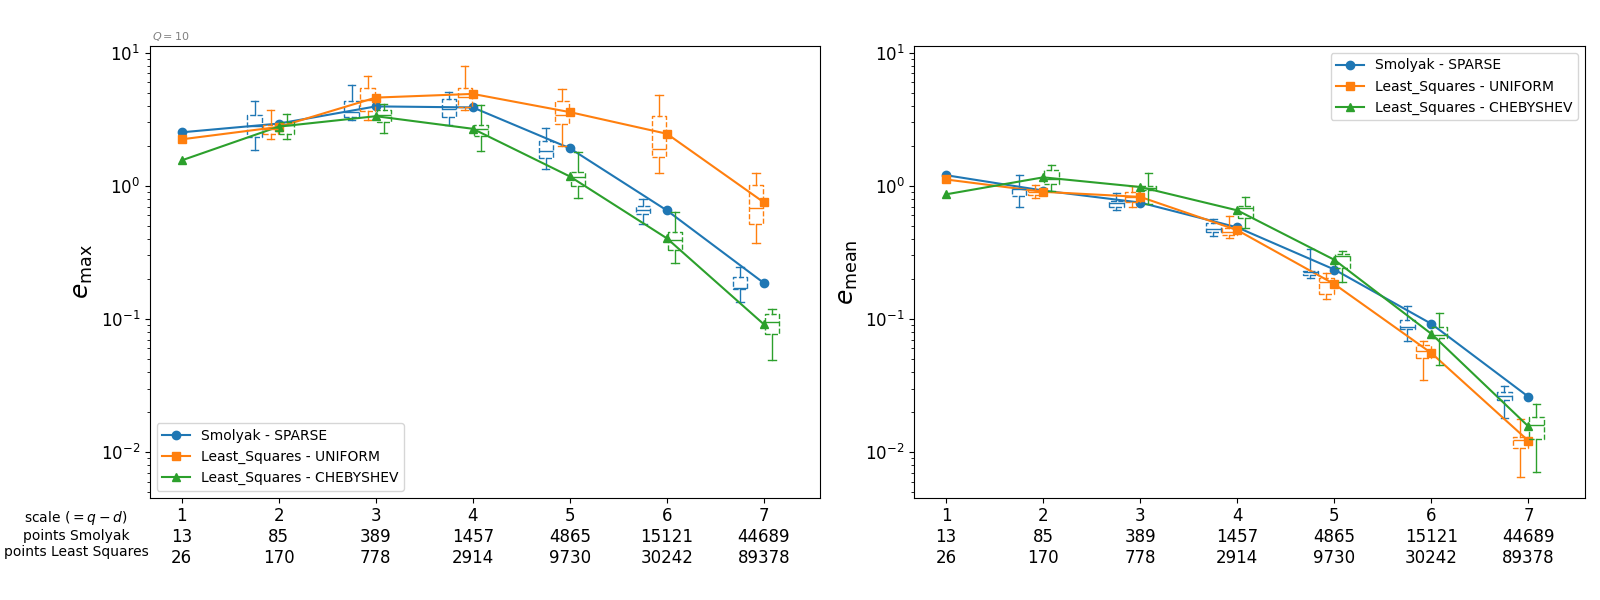 Q = 10
10^1
10^0
10^-1
10^-2
e_max
Smolyak - SPARSE
Least_Squares - UNIFORM
Least_Squares - CHEBYSHEV
scale (= q − d) 1 2 3 4 5 6 7
points Smolyak 13 85 389 1457 4865 15121 44689
points Least Squares 26 170 778 2914 9730 30242 89378
10^1
10^0
10^-1
10^-2
e_mean
Smolyak - SPARSE
Least_Squares - UNIFORM
Least_Squares - CHEBYSHEV
1 2 3 4 5 6 7
13 85 389 1457 4865 15121 44689
26 170 778 2914 9730 30242 89378